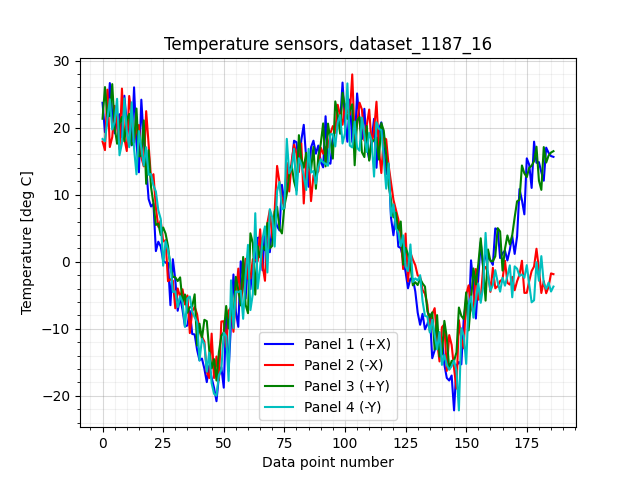 Temperature sensors, dataset_1187_16
30
20
10
0
−10
−20
Temperature [deg C]
Panel 1 (+X)
Panel 2 (-X)
Panel 3 (+Y)
Panel 4 (-Y)
0 25 50 75 100 125 150 175
Data point number